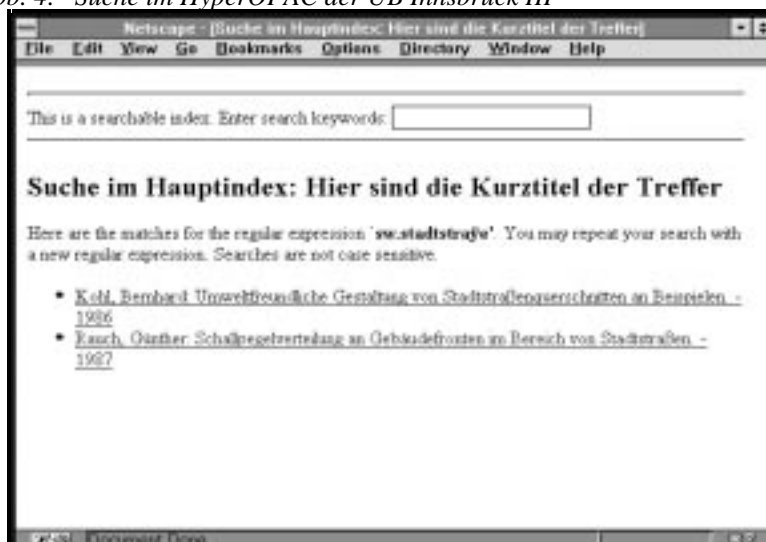 b. 4: Suche im HyperOPAC der UB Innsbruck III
Netscape - [Suche im Hauptindex: Hier sind die Kurztitel der Treffer]
File Edit View Go Bookmarks Options Directory Window Help
This is a searchable index. Enter search keywords:
Suche im Hauptindex: Hier sind die Kurztitel der Treffer
Here are the matches for the regular expression `sw.stadtstraße'. You may repeat your search with
a new regular expression. Searches are not case sensitive.
• Kohl, Bernhard: Umweltfreundliche Gestaltung von Stadtstraßenquerschnitten an Beispielen. -
1986
• Rauch, Günther: Schallpegelverteilung an Gebäudefronten im Bereich von Stadtstraßen. -
1987
Document Done